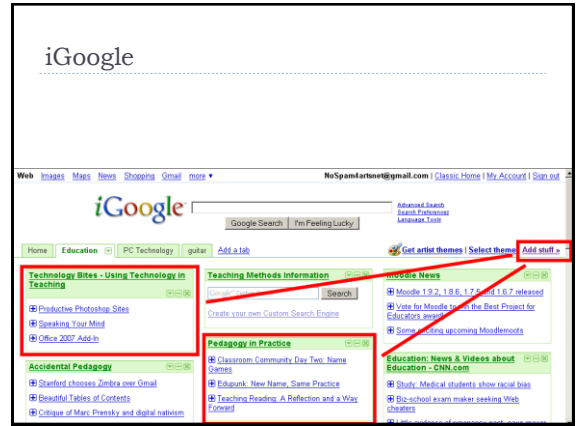 iGoogle
Web Images Maps News Shopping Gmail more ▼ NoSpam4artsnet@gmail.com | Classic Home | My Account | Sign out
iGoogle
Advanced Search
Search Preferences
Language Tools
Google Search I'm Feeling Lucky
Home Education PC Technology guitar Add a tab Get artist themes | Select theme Add stuff »
Technology Bites - Using Technology in
Teaching
Productive Photoshop Sites
Speaking Your Mind
Office 2007 Add-In
Teaching Methods Information
Search
Create your own Custom Search Engine
Moodle News
Moodle 1.9.2, 1.8.6, 1.7.5 and 1.6.7 released
Vote for Moodle to win the Best Project for
Educators award
Some exciting upcoming Moodlemoots
Accidental Pedagogy
Stanford chooses Zimbra over Gmail
Beautiful Tables of Contents
Critique of Marc Prensky and digital nativism
Pedagogy in Practice
Classroom Community Day Two: Name
Games
Edupunk: New Name, Same Practice
Teaching Reading: A Reflection and a Way
Forward
Education: News & Videos about
Education - CNN.com
Study: Medical students show racial bias
Biz-school exam maker seeking Web
cheaters